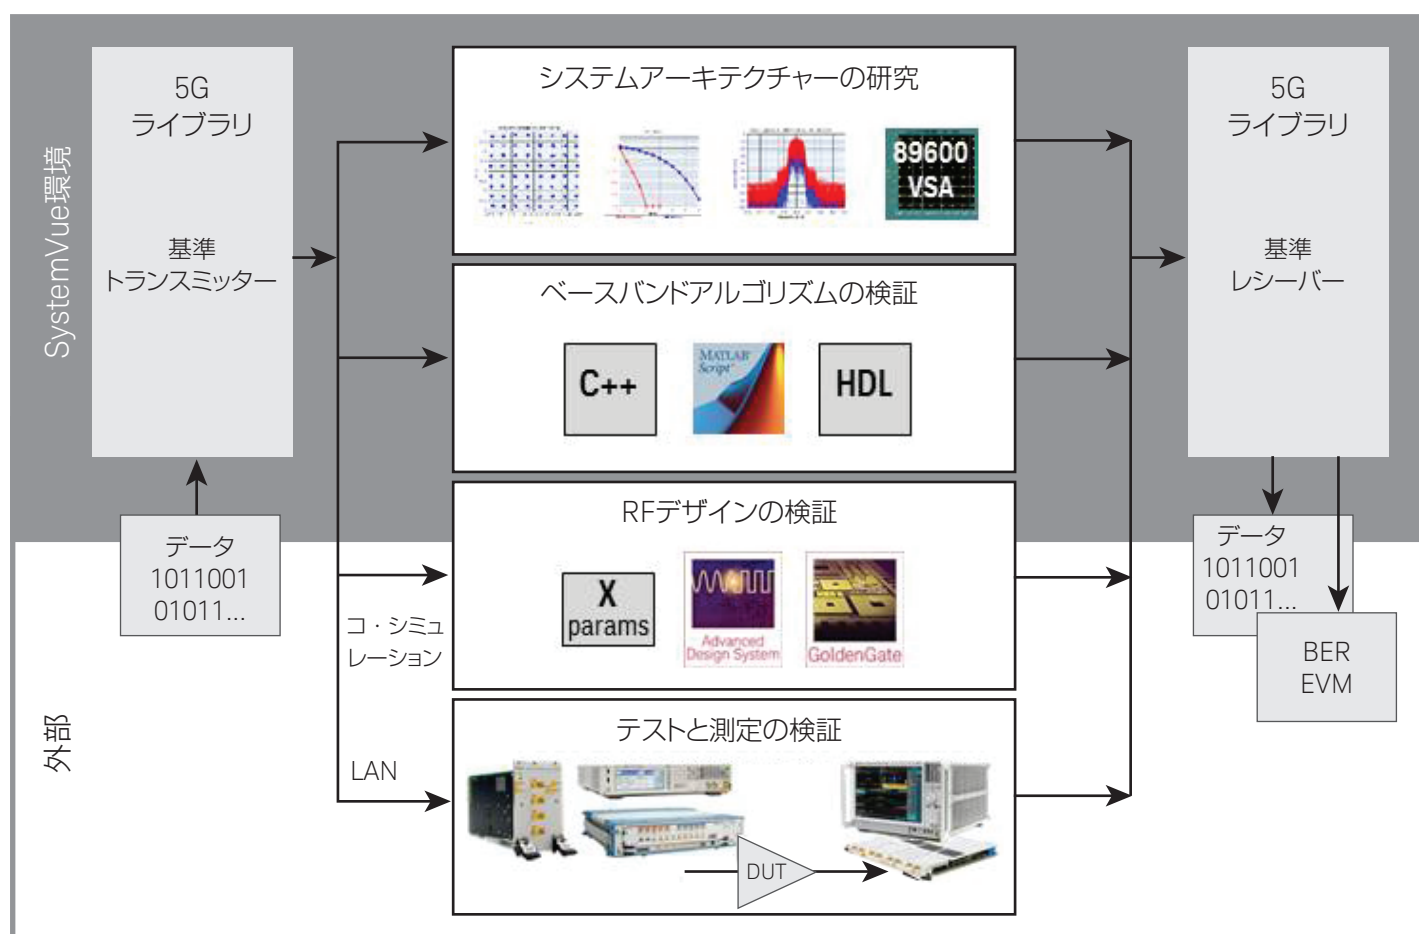 SystemVue環境
5G
ライブラリ
基準
トランスミッター
データ
1011001
01011...
外部
コ・シミュ
レーション
LAN
システムアーキテクチャーの研究
89600
VSA
ベースバンドアルゴリズムの検証
C++
MATLAB
Script
HDL
RFデザインの検証
X
params
Advanced
Design System
GoldenGate
テストと測定の検証
DUT
5G
ライブラリ
基準
レシーバー
データ
1011001
01011...
BER
EVM